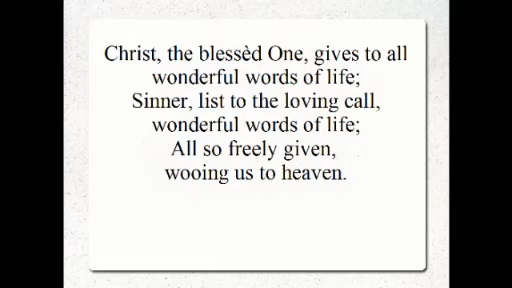 Christ, the blessèd One, gives to all
wonderful words of life;
Sinner, list to the loving call,
wonderful words of life;
All so freely given,
wooing us to heaven.